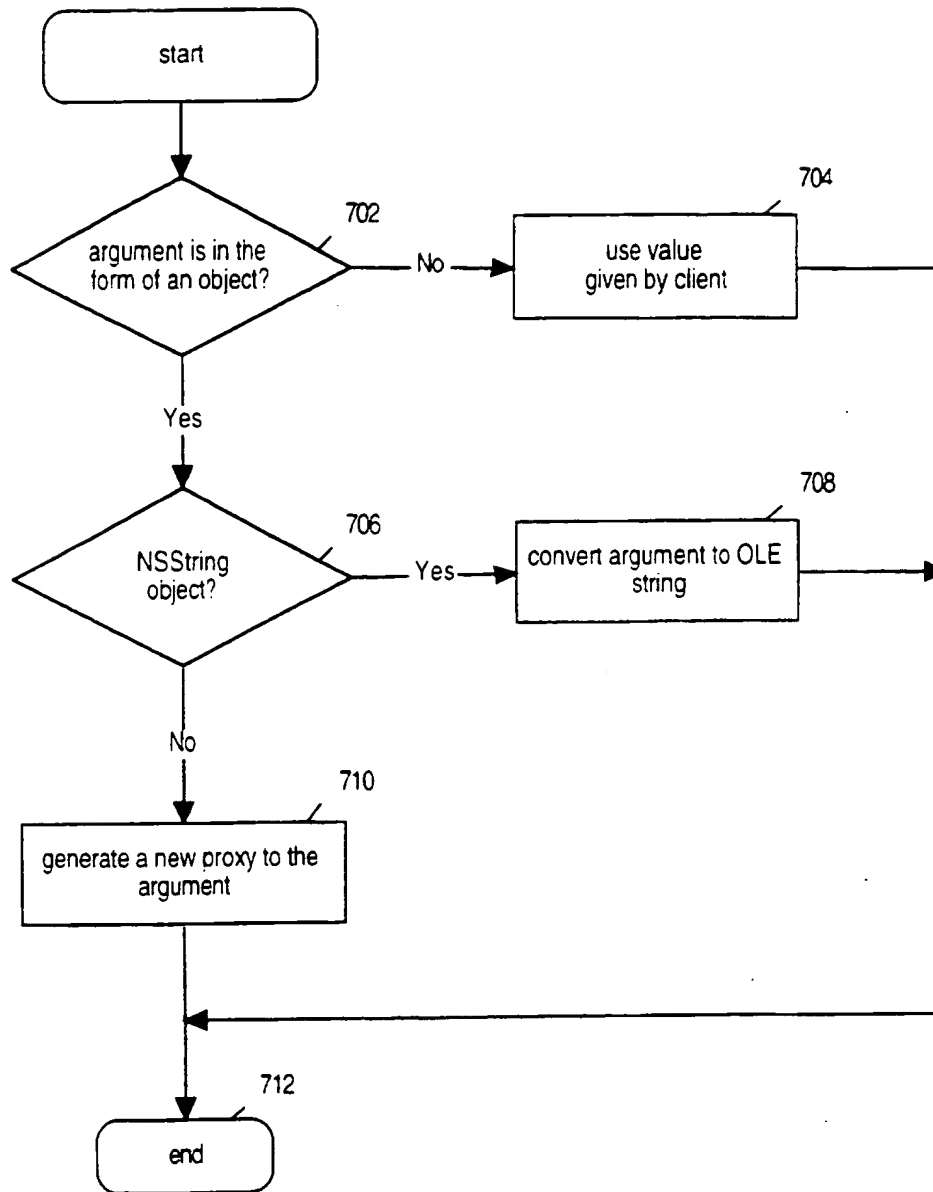 start
702
argument is in the
form of an object?
No
704
use value
given by client
Yes
706
NSString
object?
Yes
708
convert argument to OLE
string
No
710
generate a new proxy to the
argument
712
end